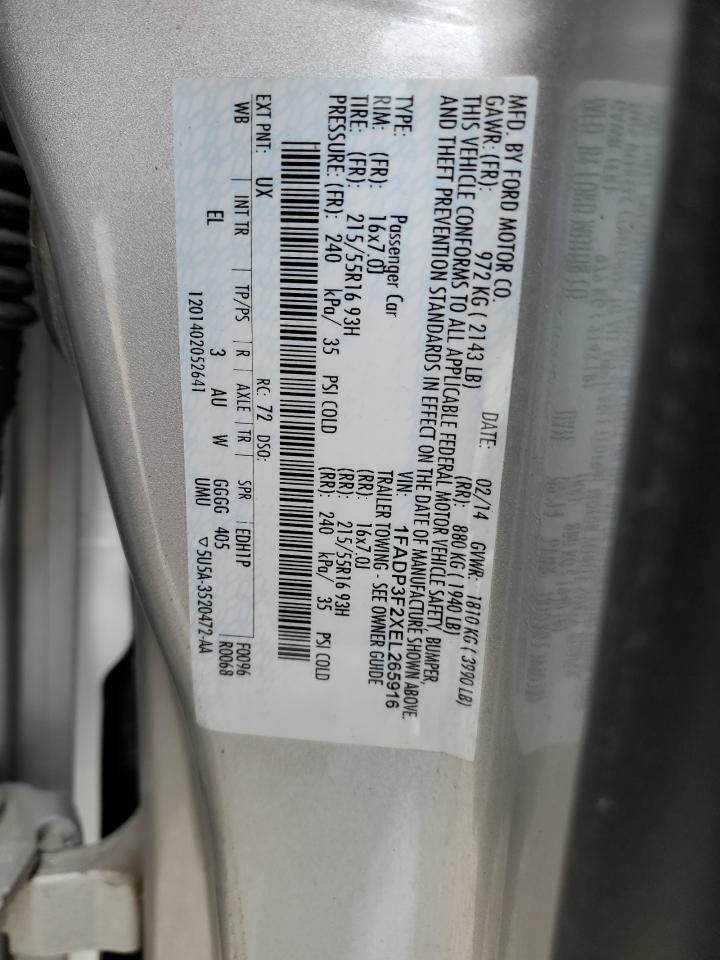 MFD. BY FORD MOTOR CO.
DATE: 02/14 GVWR: 1810 KG ( 3990 LB)
GAWR: (FR): 972 KG ( 2143 LB) (RR): 880 KG ( 1940 LB)
THIS VEHICLE CONFORMS TO ALL APPLICABLE FEDERAL MOTOR VEHICLE SAFETY, BUMPER,
AND THEFT PREVENTION STANDARDS IN EFFECT ON THE DATE OF MANUFACTURE SHOWN ABOVE.
VIN: 1FADP3F2XEL265916
TYPE: Passenger Car TRAILER TOWING - SEE OWNER GUIDE
RIM: (FR): 16x7.0J (RR): 16x7.0J
TIRE: (FR): 215/55R16 93H (RR): 215/55R16 93H
PRESSURE: (FR): 240 kPa/ 35 PSI COLD (RR): 240 kPa/ 35 PSI COLD
EXT PNT: UX RC: 72 DSO: F0096
WB INT TR TP/PS R AXLE TR SPR EDH1P R0068
EL 3 AU W GGGG 405
UMU
1201402052641 ▽5U5A-3520472-AA